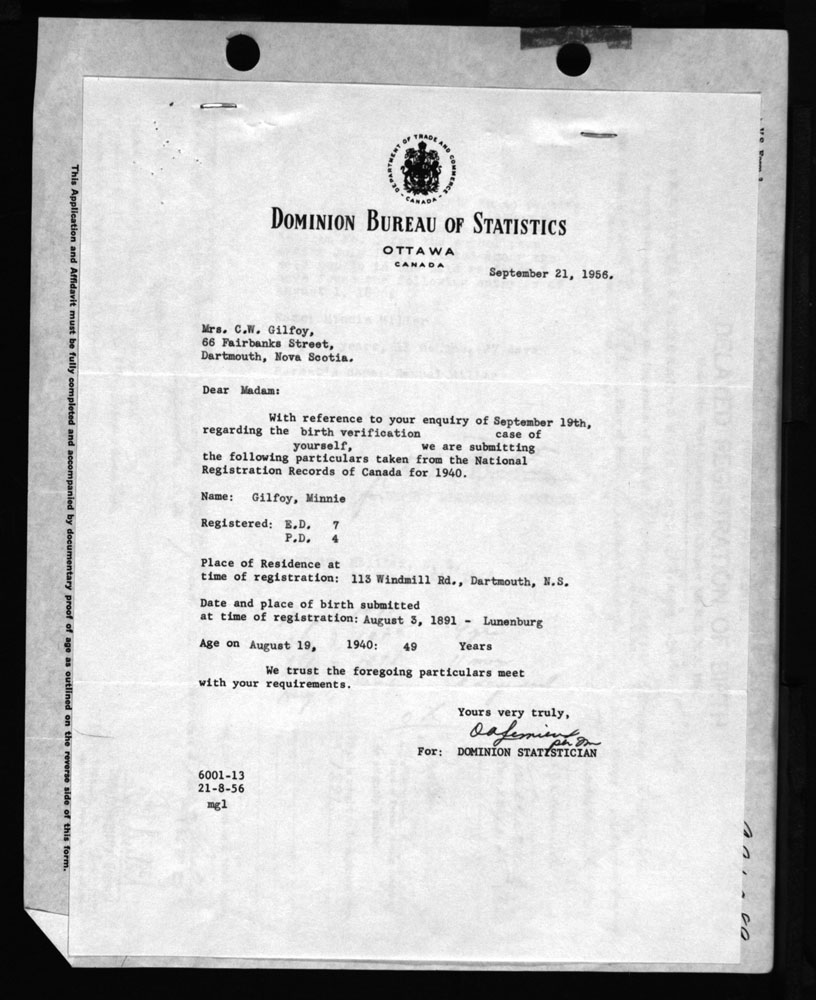 DEPARTMENT OF TRADE AND COMMERCE
- CANADA -
DOMINION BUREAU OF STATISTICS
OTTAWA
CANADA
September 21, 1956.
Mrs. C.W. Gilfoy,
66 Fairbanks Street,
Dartmouth, Nova Scotia.
Dear Madam:
With reference to your enquiry of September 19th,
regarding the birth verification case of
yourself, we are submitting
the following particulars taken from the National
Registration Records of Canada for 1940.
Name: Gilfoy, Minnie
Registered: E.D. 7
P.D. 4
Place of Residence at
time of registration: 113 Windmill Rd., Dartmouth, N.S.
Date and place of birth submitted
at time of registration: August 3, 1891 - Lunenburg
Age on August 19, 1940: 49 Years
We trust the foregoing particulars meet
with your requirements.
Yours very truly,
For: DOMINION STATISTICIAN
6001-13
21-8-56
mgl
This Application and Affidavit must be fully completed and accompanied by documentary proof of age as outlined on the reverse side of this form.